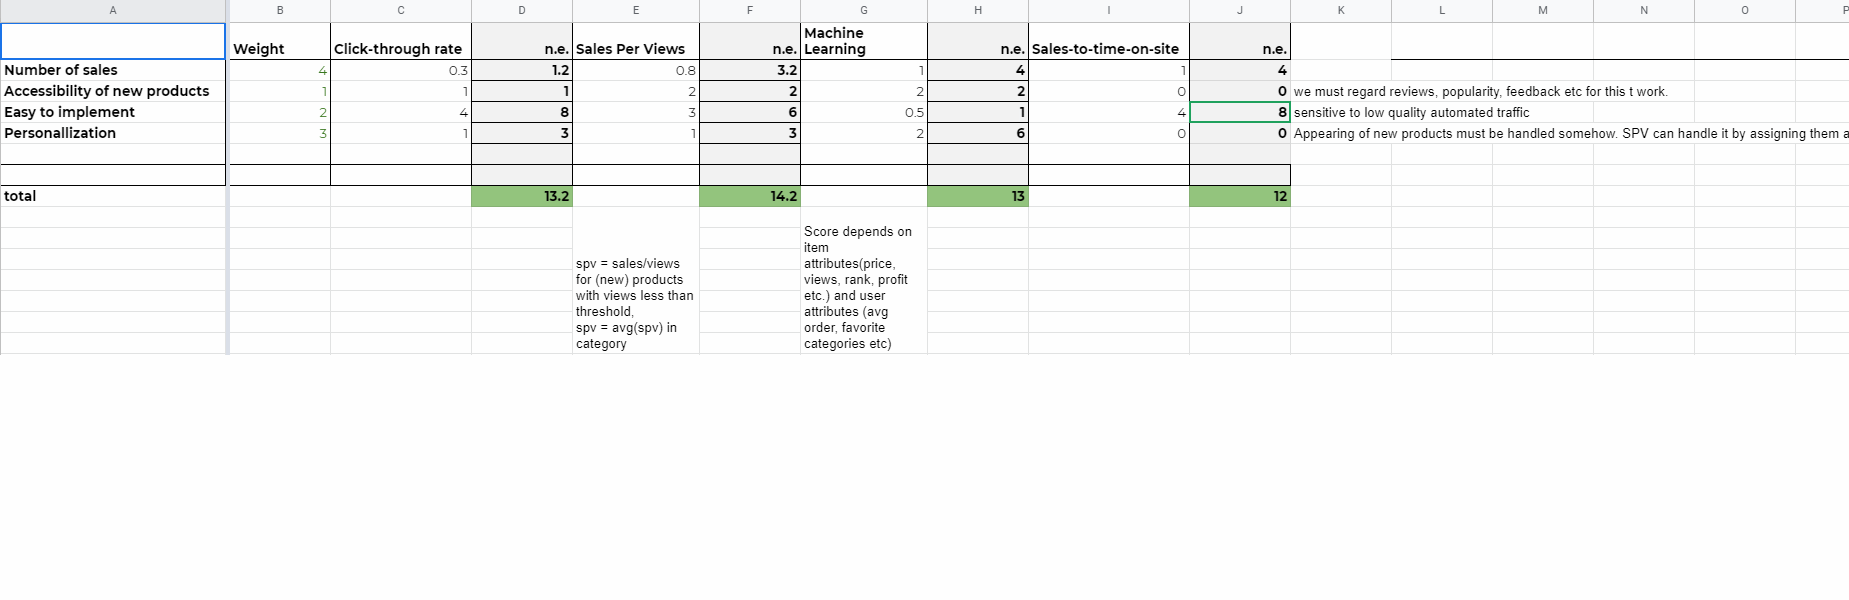 A B C D E F G H I J K L M N O P
Weight Click-through rate n.e. Sales Per Views n.e. Machine Learning n.e. Sales-to-time-on-site n.e.
Number of sales 4 0.3 1.2 0.8 3.2 1 4 1 4
Accessibility of new products 1 1 1 2 2 2 2 0 0 we must regard reviews, popularity, feedback etc for this t work.
Easy to implement 2 4 8 3 6 0.5 1 4 8 sensitive to low quality automated traffic
Personallization 3 1 3 1 3 2 6 0 0 Appearing of new products must be handled somehow. SPV can handle it by assigning them a
total 13.2 14.2 13 12
spv = sales/views
for (new) products
with views less than
threshold,
spv = avg(spv) in
category
Score depends on
item
attributes(price,
views, rank, profit
etc.) and user
attributes (avg
order, favorite
categories etc)